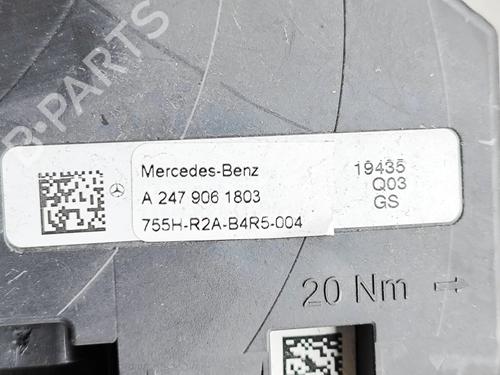 B-PARTS
Mercedes-Benz
A 247 906 1803
755H-R2A-B4R5-004
19435
Q03
GS
20 Nm →